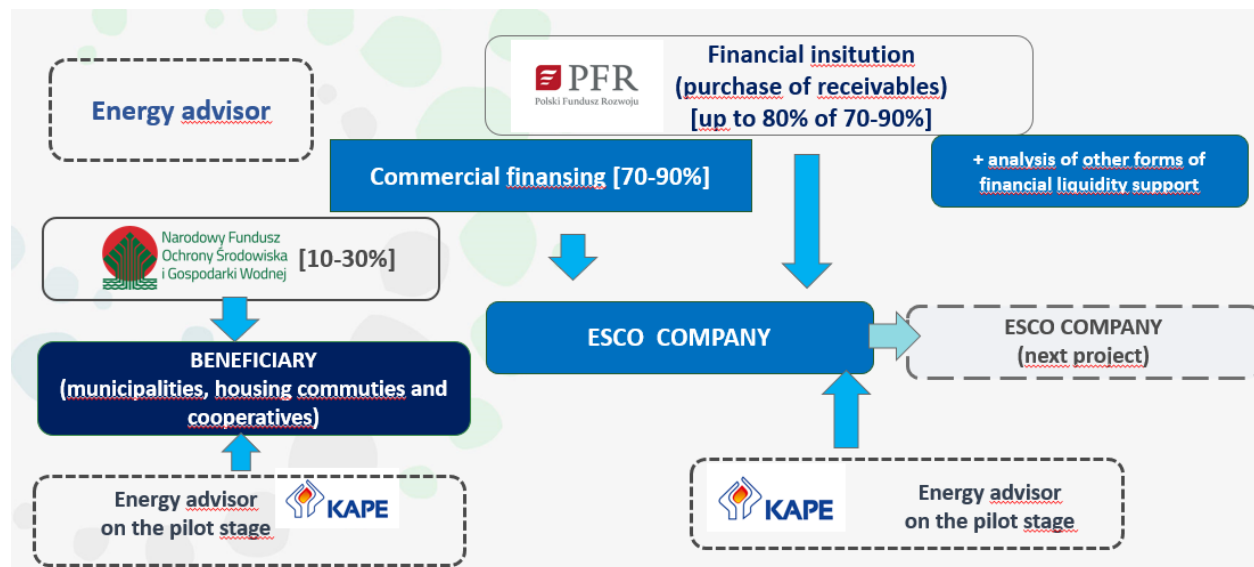 Energy advisor
PFR
Polski Fundusz Rozwoju
Financial insitution
(purchase of receivables)
[up to 80% of 70-90%]
Commercial finansing [70-90%]
+ analysis of other forms of
financial liquidity support
Narodowy Fundusz
Ochrony Środowiska
i Gospodarki Wodnej
[10-30%]
ESCO COMPANY
ESCO COMPANY
(next project)
BENEFICIARY
(municipalities, housing commuties and
cooperatives)
Energy advisor
on the pilot stage
KAPE
KAPE
Energy advisor
on the pilot stage